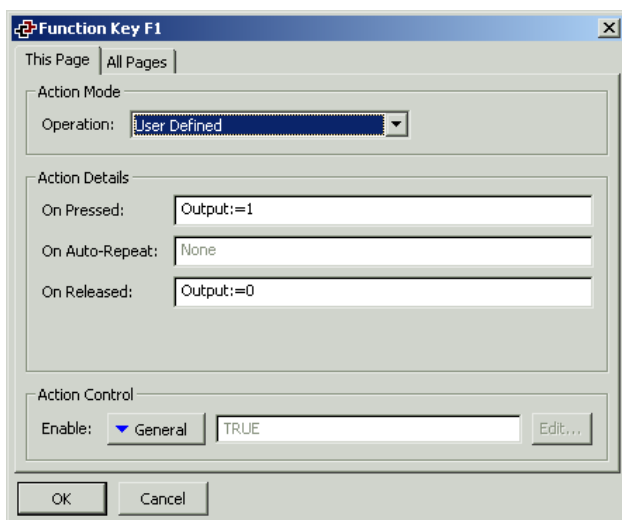 Function Key F1
This Page All Pages
Action Mode
Operation: User Defined
Action Details
On Pressed: Output:=1
On Auto-Repeat: None
On Released: Output:=0
Action Control
Enable: General TRUE Edit...
OK Cancel